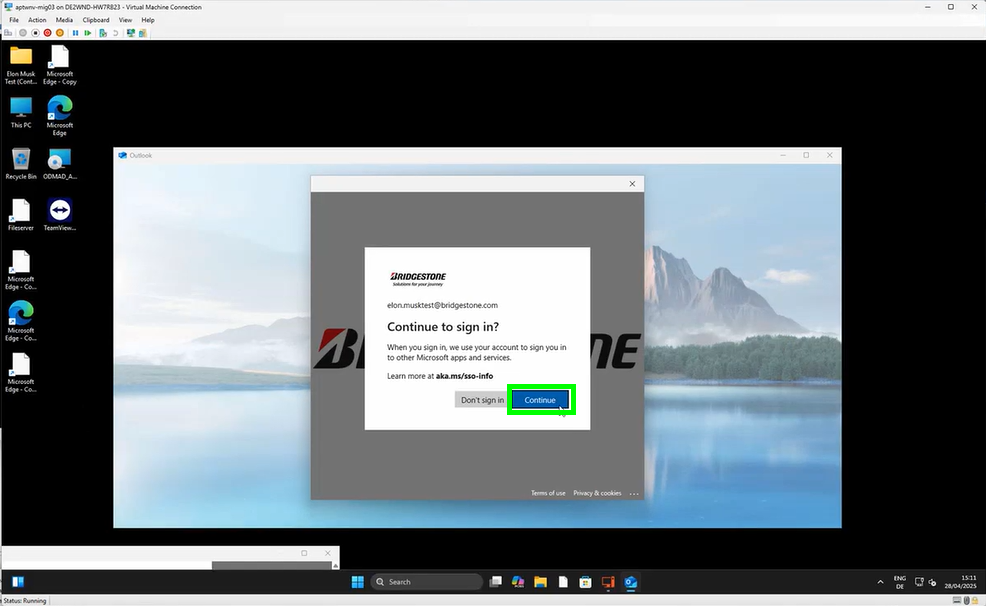 aptwnv-mig03 on DE2WND-HW7RB23 - Virtual Machine Connection
File Action Media Clipboard View Help
Elon Musk Test (Cont...
Microsoft Edge - Copy
This PC
Microsoft Edge
Recycle Bin
ODMAD_A...
Fileserver
TeamView...
Microsoft Edge - Co...
Microsoft Edge - Co...
Microsoft Edge - Co...
Outlook
BRIDGESTONE
Solutions for your journey
elon.musktest@bridgestone.com
Continue to sign in?
When you sign in, we use your account to sign you in
to other Microsoft apps and services.
Learn more at aka.ms/sso-info
Don't sign in
Continue
B
NE
Terms of use Privacy & cookies ...
Search
ENG
DE
15:11
28/04/2025
Status: Running